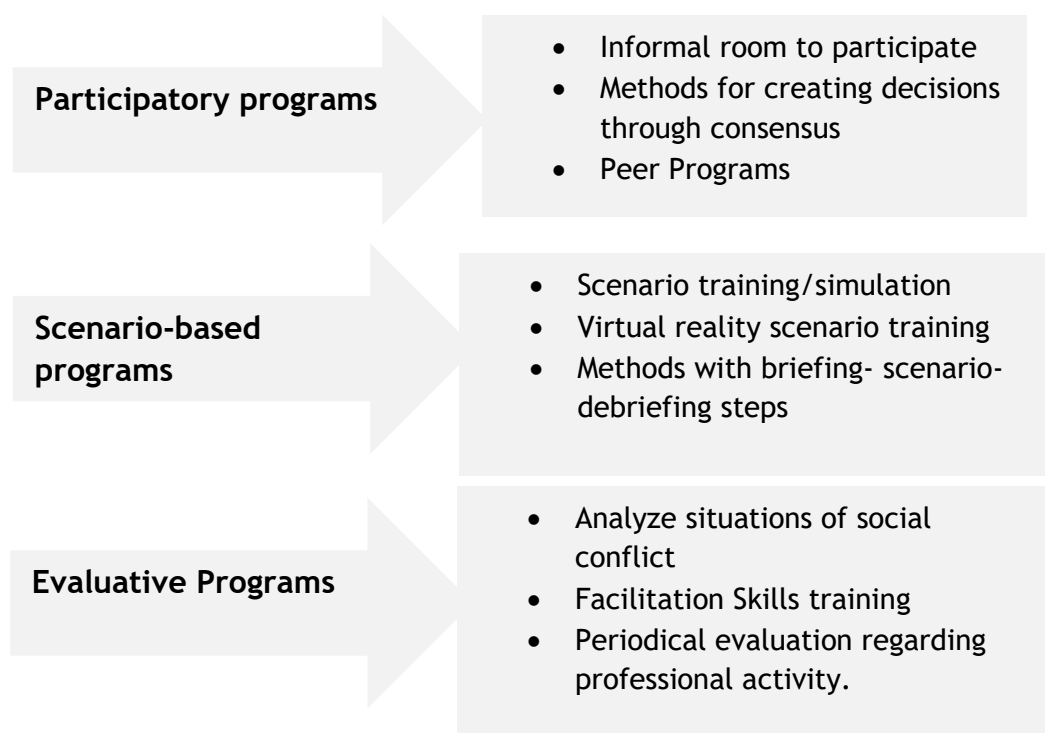 Participatory programs
• Informal room to participate
• Methods for creating decisions
through consensus
• Peer Programs
Scenario-based
programs
• Scenario training/simulation
• Virtual reality scenario training
• Methods with briefing- scenario-
debriefing steps
Evaluative Programs
• Analyze situations of social
conflict
• Facilitation Skills training
• Periodical evaluation regarding
professional activity.